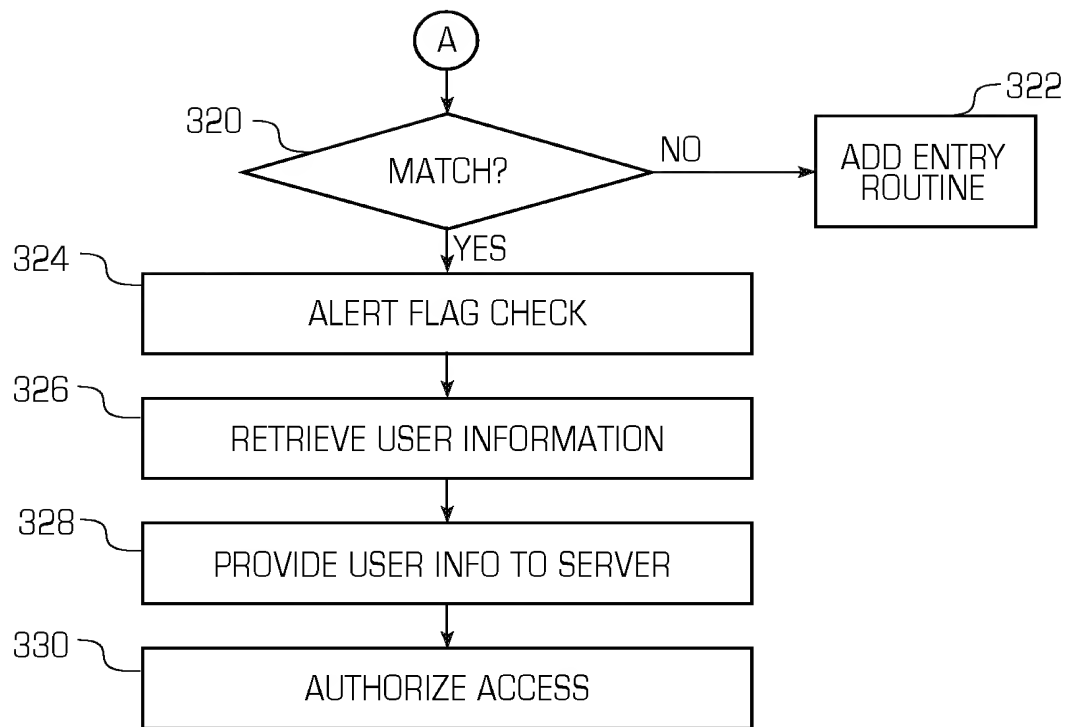 A
320
MATCH?
NO
322
ADD ENTRY
ROUTINE
YES
324
ALERT FLAG CHECK
326
RETRIEVE USER INFORMATION
328
PROVIDE USER INFO TO SERVER
330
AUTHORIZE ACCESS